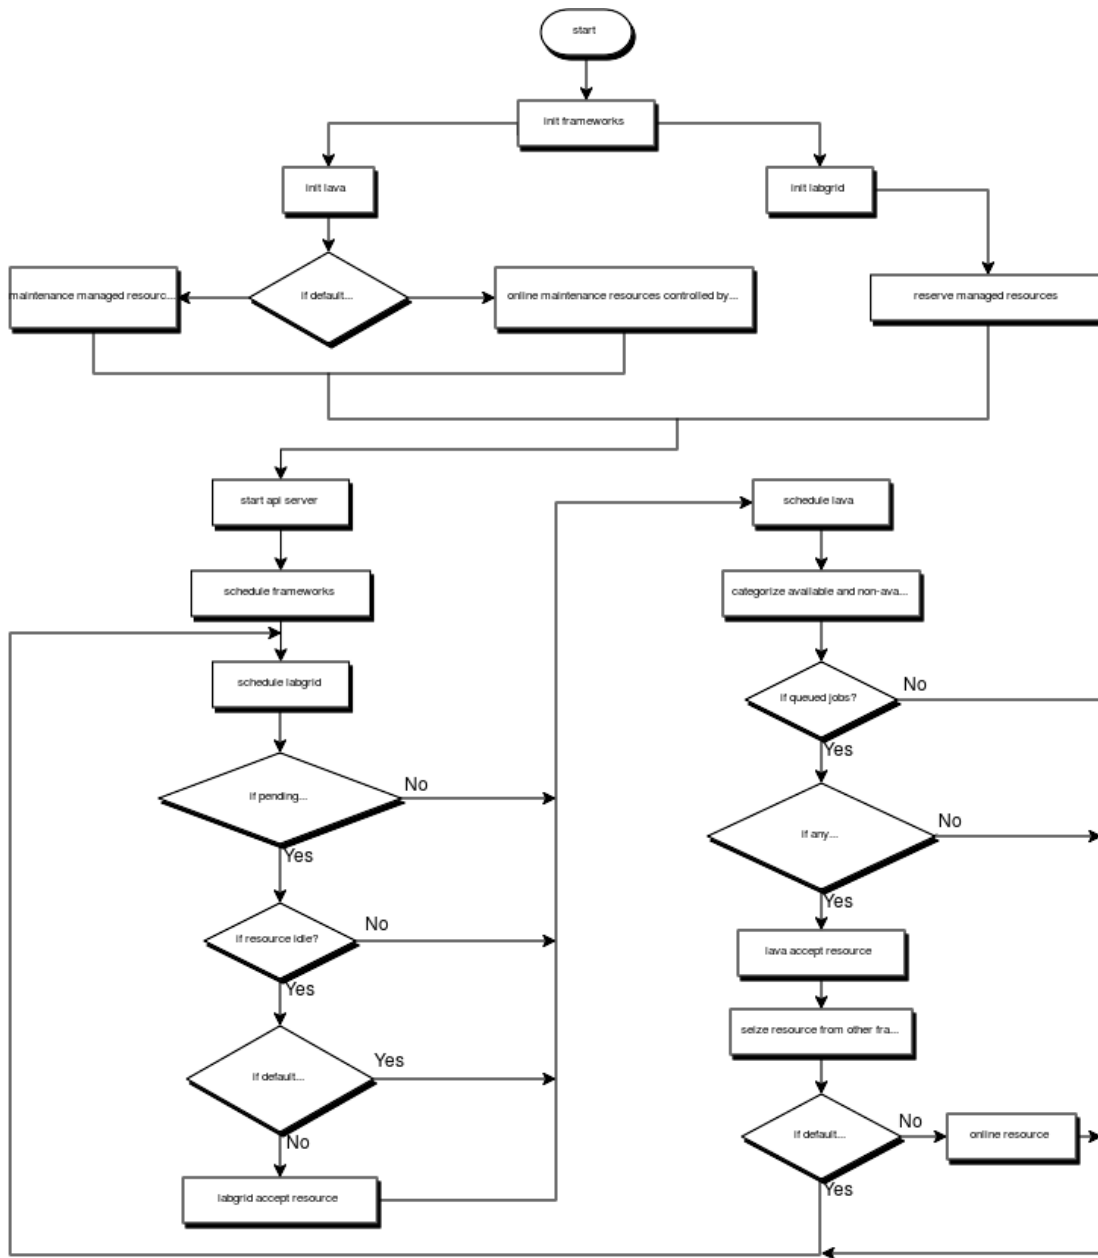 start
init frameworks
init lava
init labgrid
maintenance managed resourc...
if default...
online maintenance resources controlled by...
reserve managed resources
start api server
schedule frameworks
schedule labgrid
if pending...
No
Yes
if resource idle?
No
Yes
if default...
Yes
No
labgrid accept resource
schedule lava
categorize available and non-ava...
if queued jobs?
No
Yes
if any...
No
Yes
lava accept resource
seize resource from other fra...
if default...
No
online resource
Yes